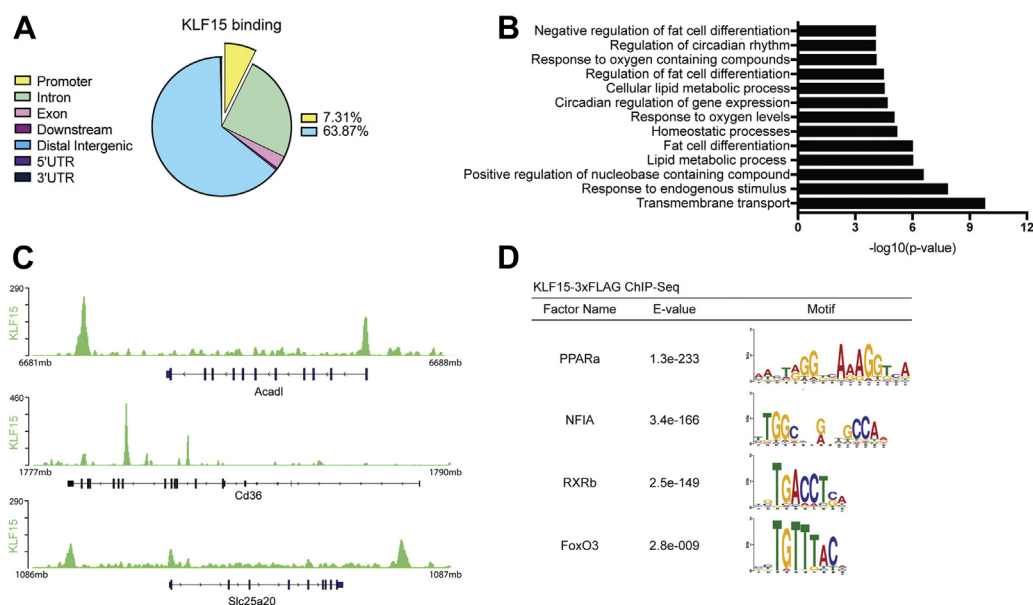 A
KLF15 binding
Promoter
Intron
Exon
Downstream
Distal Intergenic
5'UTR
3'UTR
7.31%
63.87%
B
Negative regulation of fat cell differentiation
Regulation of circadian rhythm
Response to oxygen containing compounds
Regulation of fat cell differentiation
Cellular lipid metabolic process
Circadian regulation of gene expression
Response to oxygen levels
Homeostatic processes
Fat cell differentiation
Lipid metabolic process
Positive regulation of nucleobase containing compound
Response to endogenous stimulus
Transmembrane transport
0 3 6 9 12
-log10(p-value)
C
290
KLF15
6681mb 6688mb
Acadl
460
1777mb 1790mb
Cd36
290
KLF15
1086mb 1087mb
Slc25a20
D
KLF15-3xFLAG ChIP-Seq
Factor Name E-value Motif
PPARa 1.3e-233
NFIA 3.4e-166
RXRb 2.5e-149
TGACCT
FoxO3 2.8e-009
TGTTTAC